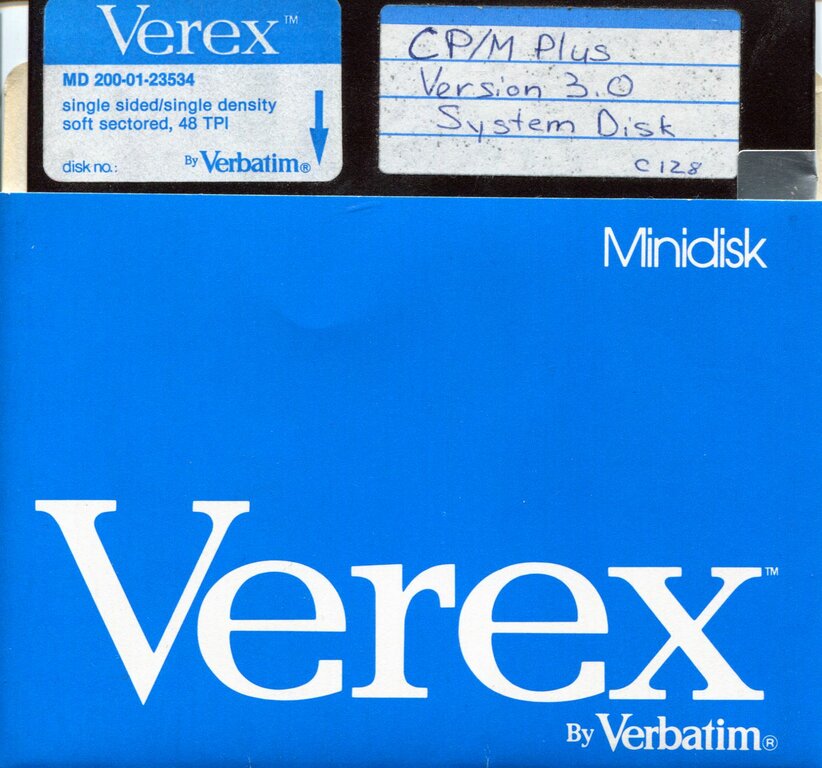 Verex™
MD 200-01-23534
single sided/single density
soft sectored, 48 TPI
disk no.:
By Verbatim®
CP/M Plus
Version 3.0
System Disk
C128
Minidisk
Verex™
By Verbatim®